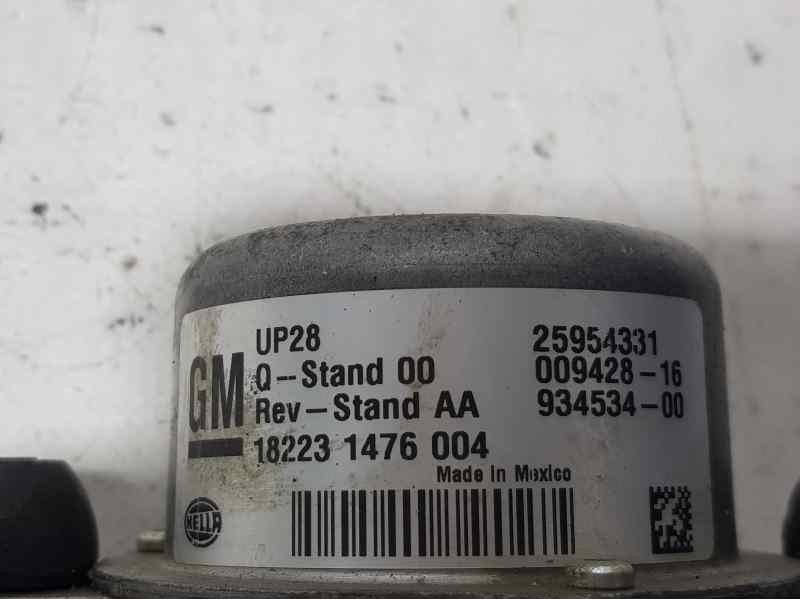 GM
UP28 25954331
Q-Stand 00 009428-16
Rev-Stand AA 934534-00
18223 1476 004
Made In Mexico
HELLA